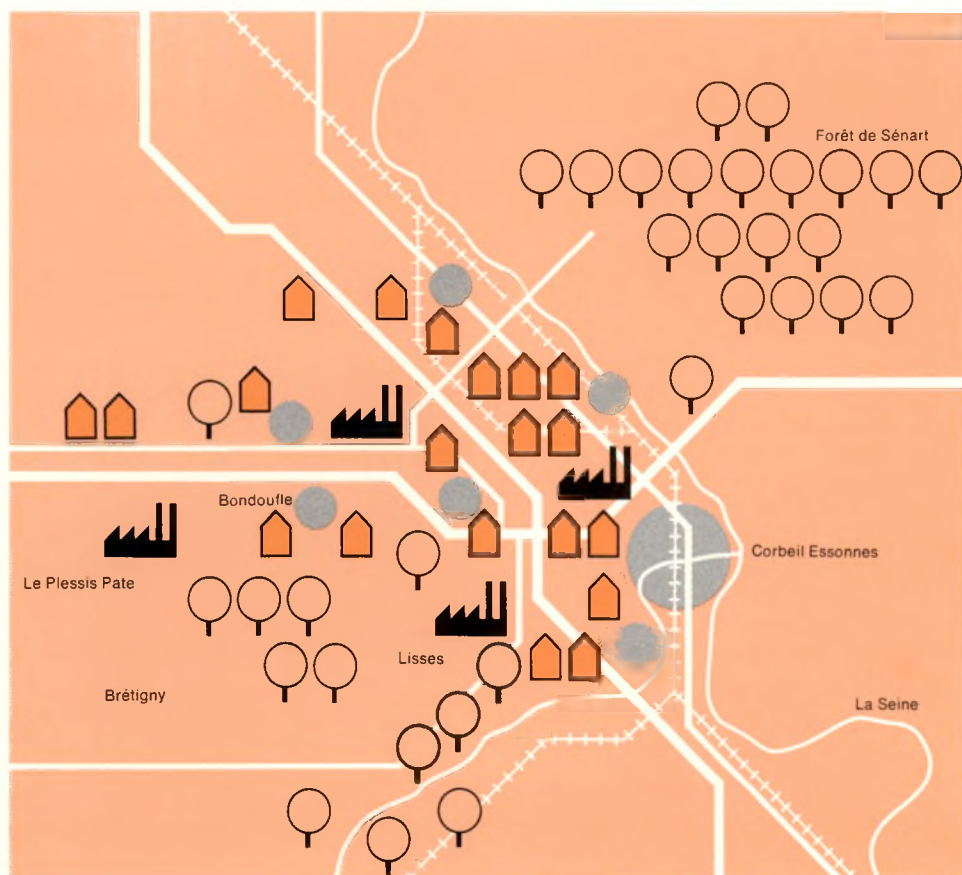 Forêt de Sénart
Bondoufle
Corbeil Essonnes
Le Plessis Pate
Lisses
Brétigny
La Seine